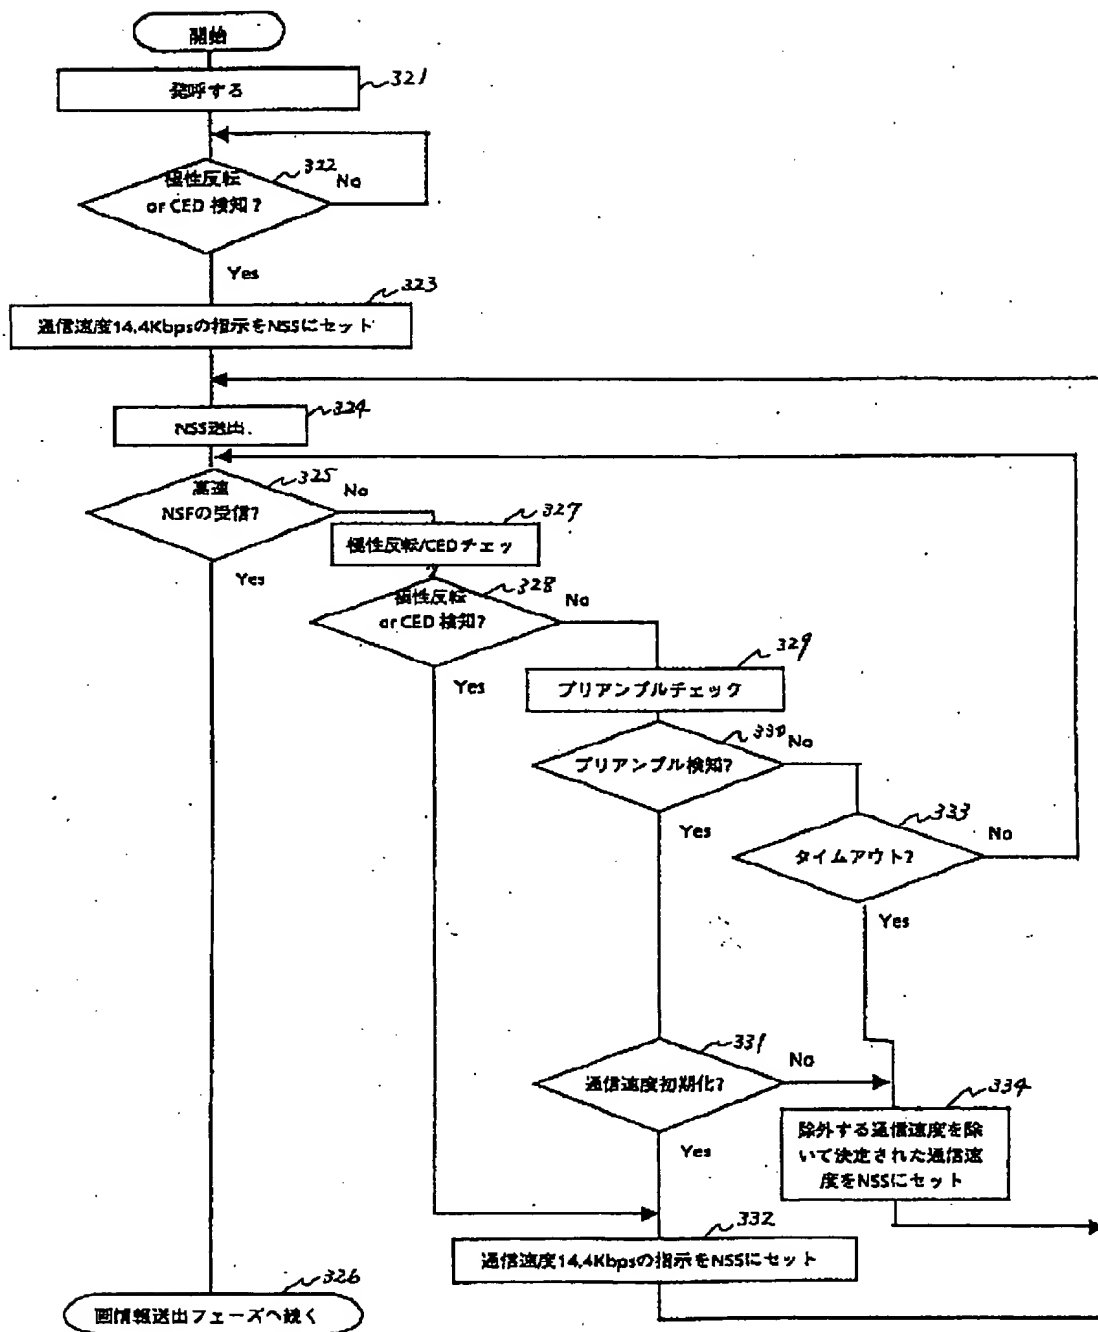 開始
発呼する
321
322
極性反転
or CED 検知?
No
Yes
323
通信速度14.4Kbpsの指示をNSSにセット
324
NSS送出
325
高速
NSFの受信?
No
Yes
327
極性反転/CEDチェッ
328
極性反転
or CED 検知?
No
Yes
329
プリアンブルチェック
330
プリアンブル検知?
No
Yes
333
タイムアウト?
No
Yes
331
通信速度初期化?
No
Yes
334
除外する通信速度を除
いて決定された通信速
度をNSSにセット
332
通信速度14.4Kbpsの指示をNSSにセット
326
画情報送出フェーズへ続く